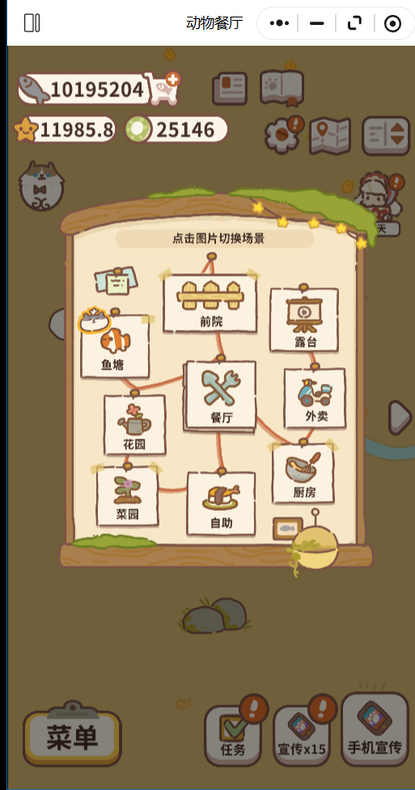 动物餐厅
10195204
11985.8
25146
天
点击图片切换场景
前院
露台
鱼塘
餐厅
外卖
花园
厨房
菜园
自助
菜单
任务
宣传x15
手机宣传